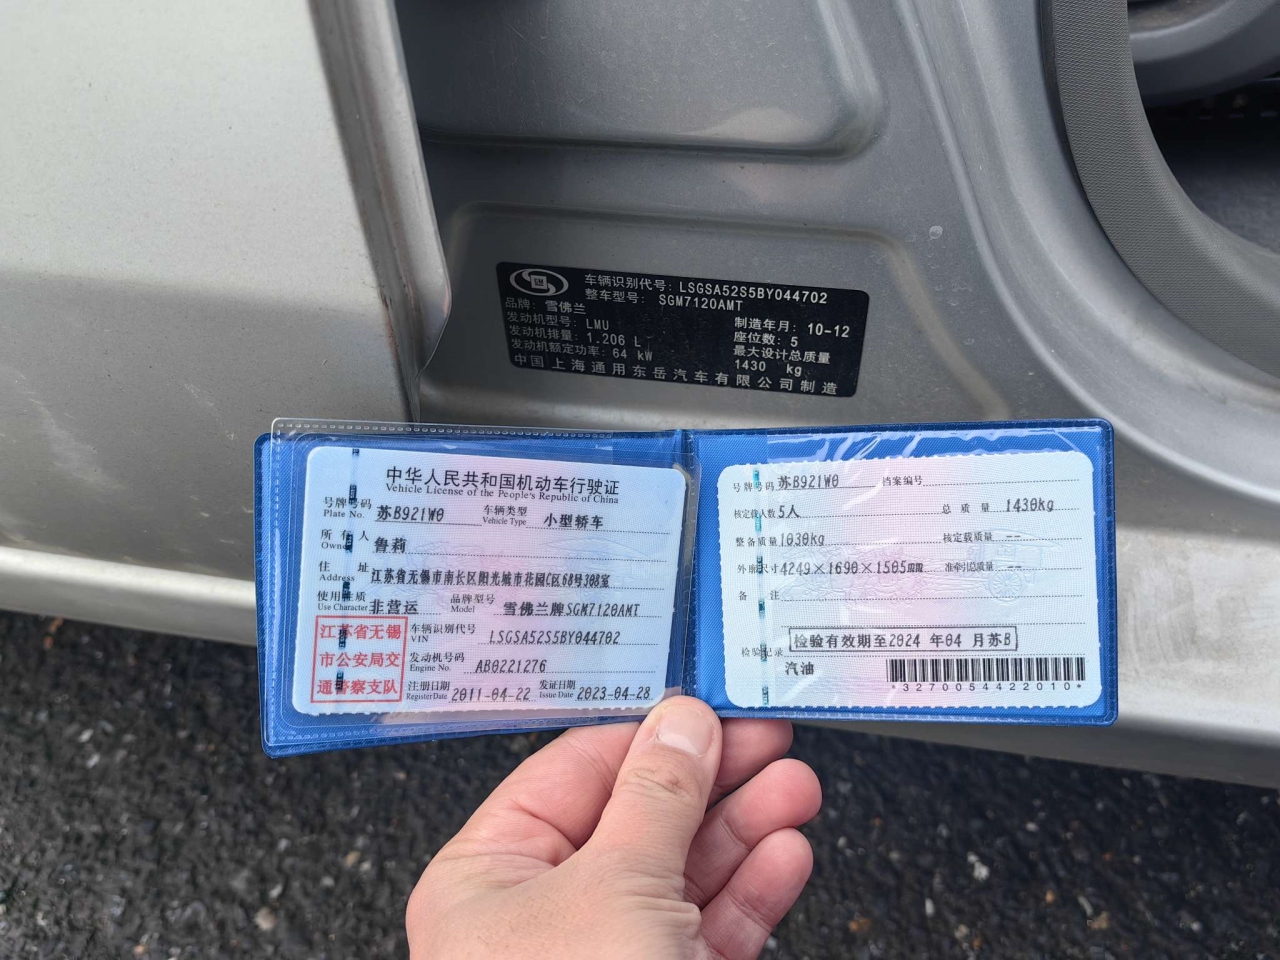 车辆识别代号: LSGSA52S5BY044702
整车型号: SGM7120AMT
品牌: 雪佛兰
发动机型号: LMU
制造年月: 10-12
发动机排量: 1.206 L
座位数: 5
发动机额定功率: 64 kW
最大设计总质量
1430 kg
中国上海通用东岳汽车有限公司制造
中华人民共和国机动车行驶证
Vehicle License of the People's Republic of China
号牌号码 苏B921W0 车辆类型 小型轿车
Plate No. Vehicle Type
所有人 鲁莉
Owner
住址 江苏省无锡市南长区阳光城市花园C区68号308室
Address
使用性质 非营运 品牌型号 雪佛兰牌SGM7120AMT
Use Character Model
江苏省无锡
市公安局交
通警察支队
车辆识别代号 LSGSA52S5BY044702
VIN
发动机号码 AB0221276
Engine No.
注册日期 2011-04-22 发证日期 2023-04-28
Register Date Issue Date
号牌号码 苏B921W0 档案编号
核定载人数 5人 总质量 1430kg
整备质量 1030kg 核定载质量 --
外廓尺寸 4249×1690×1505mm 准牵引总质量 --
备注
检验有效期至2024 年04 月苏B
检验记录
汽油
*3270054422010*